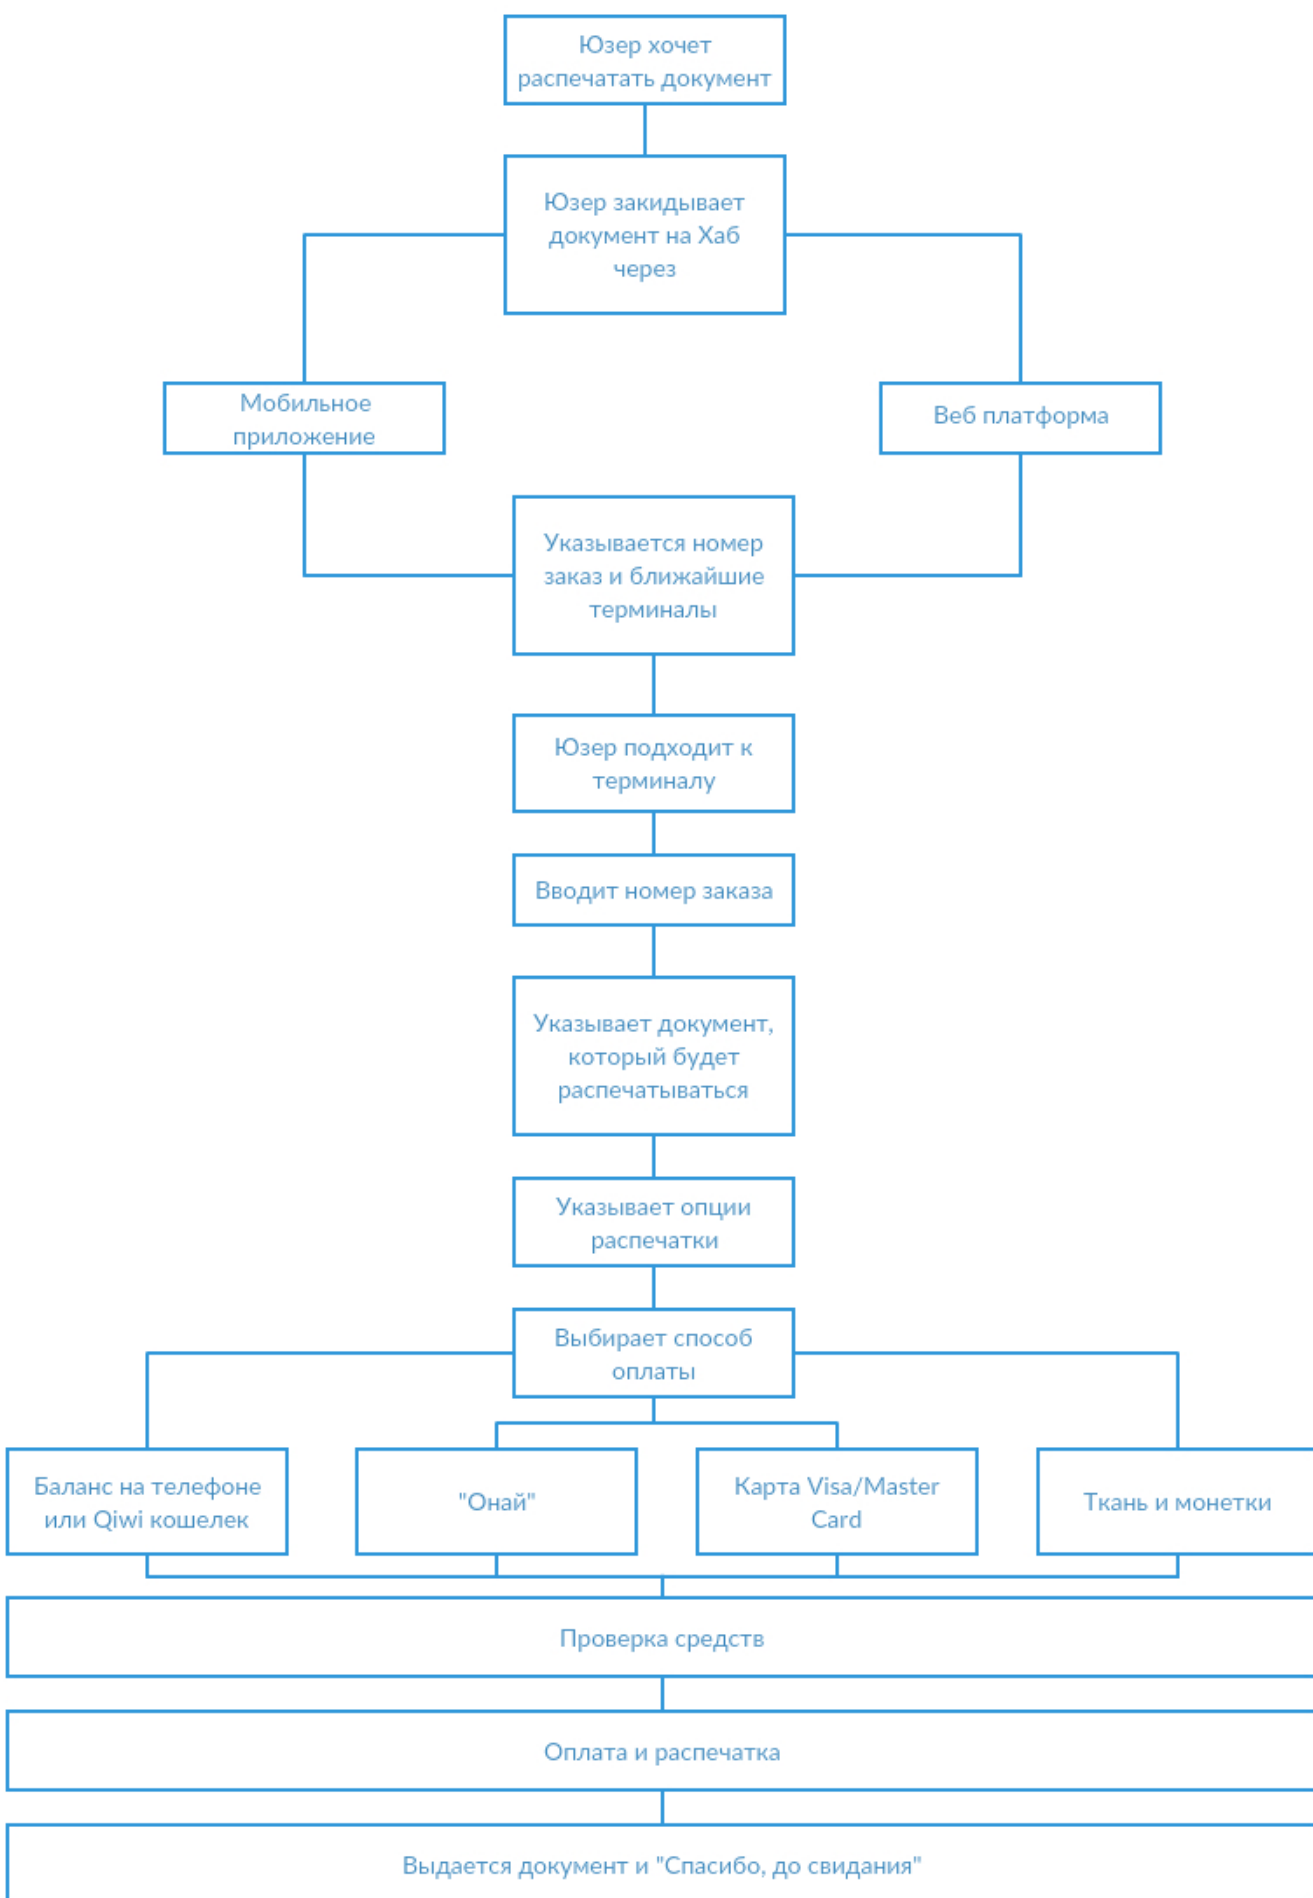 Юзер хочет
распечатать документ
Юзер закидывает
документ на Хаб
через
Мобильное
приложение
Веб платформа
Указывается номер
заказ и ближайшие
терминалы
Юзер подходит к
терминалу
Вводит номер заказа
Указывает документ,
который будет
распечатываться
Указывает опции
распечатки
Выбирает способ
оплаты
Баланс на телефоне
или Qiwi кошелек
"Онай"
Карта Visa/Master
Card
Ткань и монетки
Проверка средств
Оплата и распечатка
Выдается документ и "Спасибо, до свидания"